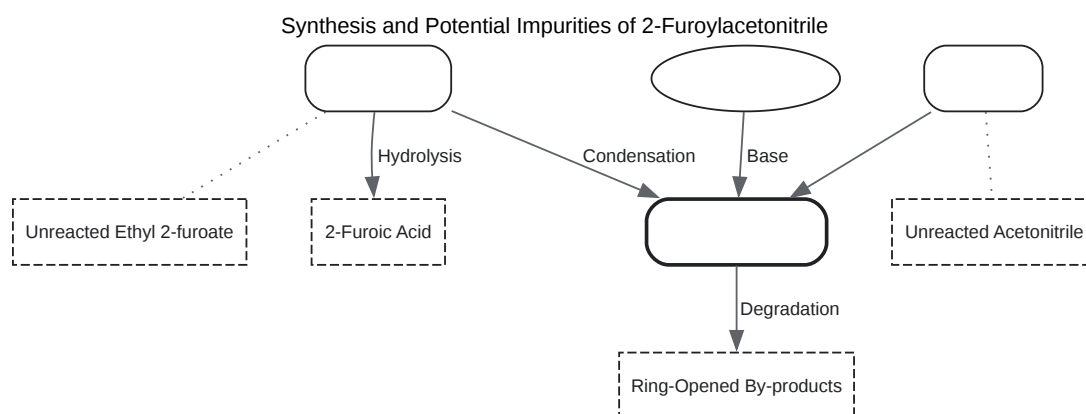 Synthesis and Potential Impurities of 2-Furoylacetonitrile
Hydrolysis
Condensation
Base
Unreacted Ethyl 2-furoate
2-Furoic Acid
Unreacted Acetonitrile
Degradation
Ring-Opened By-products